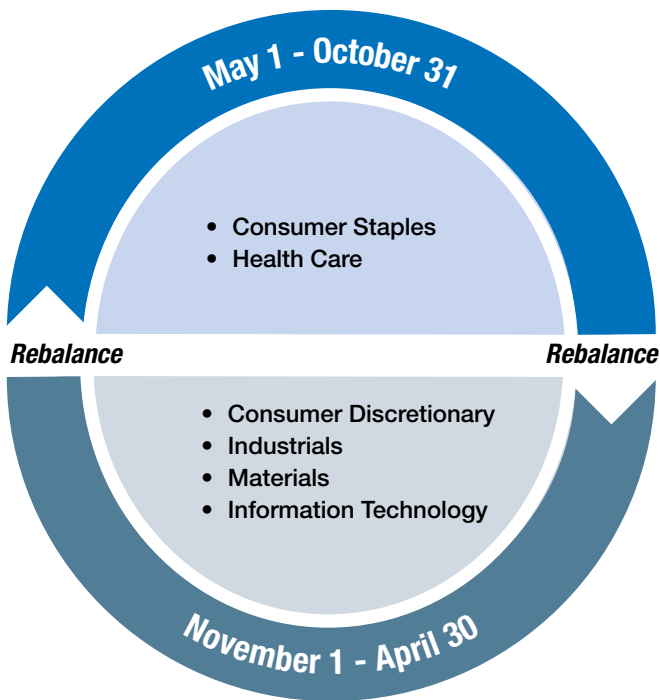 May 1 - October 31
• Consumer Staples
• Health Care
Rebalance
Rebalance
• Consumer Discretionary
• Industrials
• Materials
• Information Technology
November 1 - April 30